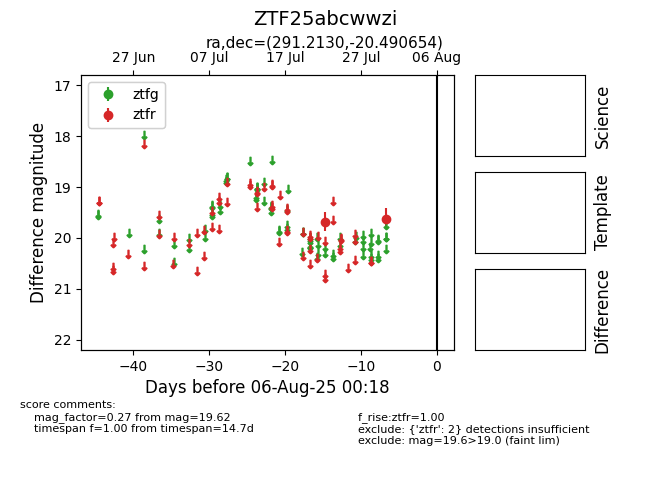 ZTF25abcwwzi
ra,dec=(291.2130,-20.490654)
27 Jun 07 Jul 17 Jul 27 Jul 06 Aug
ztfg
ztfr
17
18
19
20
21
22
Difference magnitude
−40 −30 −20 −10 0
Days before 06-Aug-25 00:18
Science
Template
Difference
score comments:
mag_factor=0.27 from mag=19.62
timespan f=1.00 from timespan=14.7d
f_rise:ztfr=1.00
exclude: {'ztfr': 2} detections insufficient
exclude: mag=19.6>19.0 (faint lim)